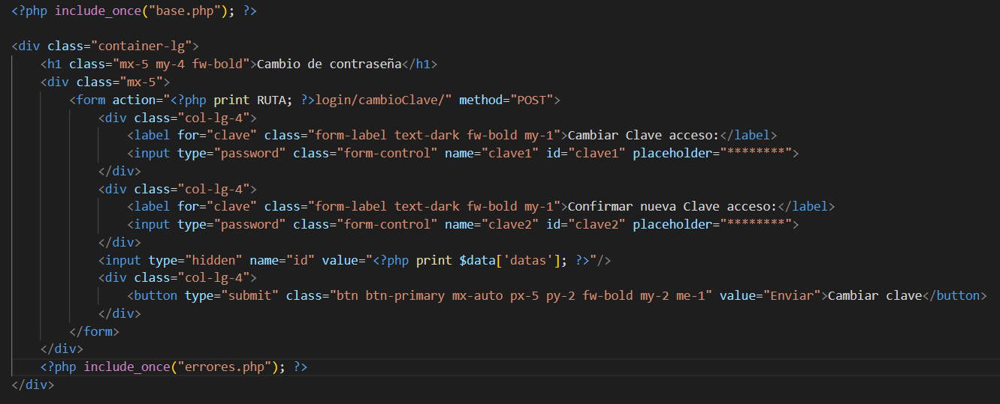 <?php include_once("base.php"); ?>
<div class="container-lg">
<h1 class="mx-5 my-4 fw-bold">Cambio de contraseña</h1>
<div class="mx-5">
<form action="<?php print RUTA; ?>login/cambioClave/" method="POST">
<div class="col-lg-4">
<label for="clave" class="form-label text-dark fw-bold my-1">Cambiar Clave acceso:</label>
<input type="password" class="form-control" name="clave1" id="clave1" placeholder="********">
</div>
<div class="col-lg-4">
<label for="clave" class="form-label text-dark fw-bold my-1">Confirmar nueva Clave acceso:</label>
<input type="password" class="form-control" name="clave2" id="clave2" placeholder="********">
</div>
<input type="hidden" name="id" value="<?php print $data['datas']; ?>"/>
<div class="col-lg-4">
<button type="submit" class="btn btn-primary mx-auto px-5 py-2 fw-bold my-2 me-1" value="Enviar">Cambiar clave</button>
</div>
</form>
</div>
<?php include_once("errores.php"); ?>
</div>